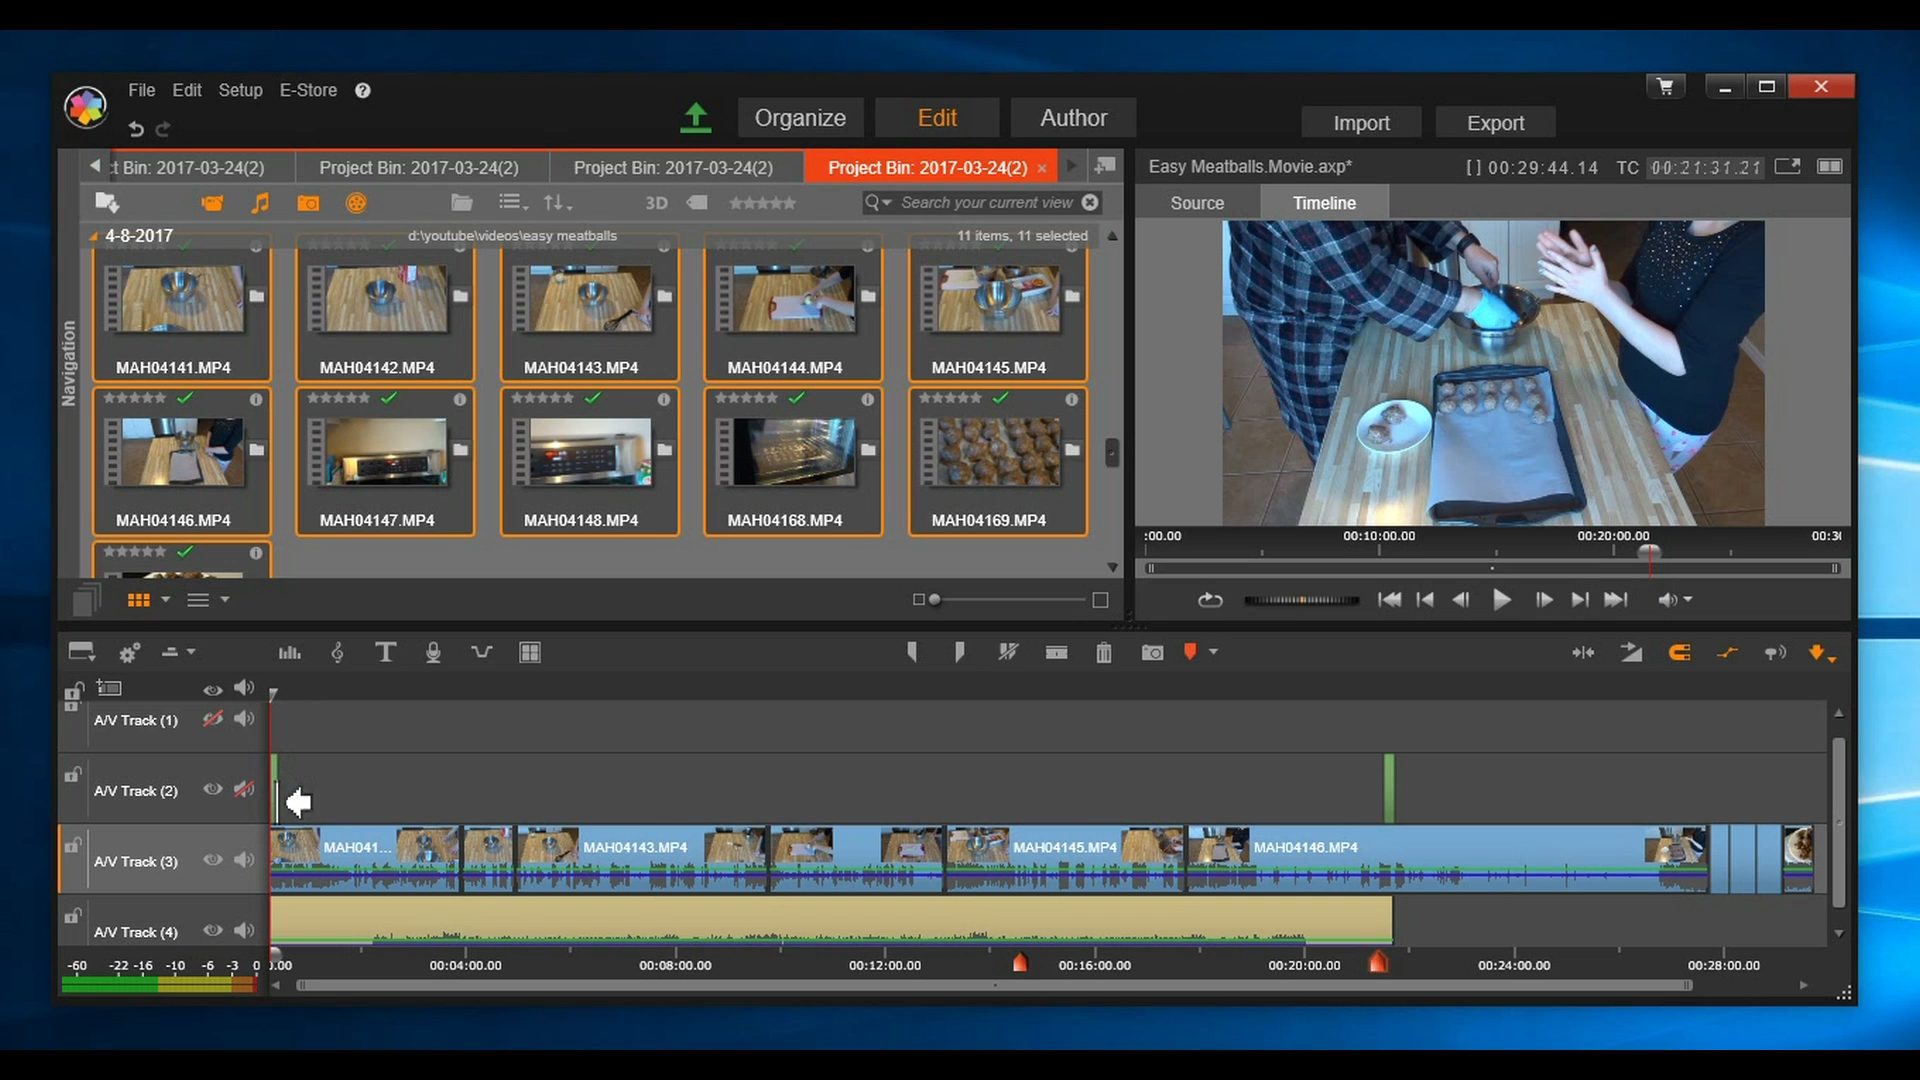 File Edit Setup E-Store ?
Organize Edit Author
Import Export
t Bin: 2017-03-24(2) Project Bin: 2017-03-24(2) Project Bin: 2017-03-24(2) Project Bin: 2017-03-24(2) ×
Easy Meatballs.Movie.axp* [ ] 00:29:44.14 TC 00:21:31.21
3D Search your current view
Source Timeline
4-8-2017 d:\youtube\videos\easy meatballs 11 items, 11 selected
MAH04141.MP4 MAH04142.MP4 MAH04143.MP4 MAH04144.MP4 MAH04145.MP4
Navigation
MAH04146.MP4 MAH04147.MP4 MAH04148.MP4 MAH04168.MP4 MAH04169.MP4
:00.00 00:10:00.00 00:20:00.00 00:3
A/V Track (1)
A/V Track (2)
A/V Track (3) MAH041... MAH04143.MP4 MAH04145.MP4 MAH04146.MP4
A/V Track (4)
-60 -22 -16 -10 -6 -3 0 0.00 00:04:00.00 00:08:00.00 00:12:00.00 00:16:00.00 00:20:00.00 00:24:00.00 00:28:00.00